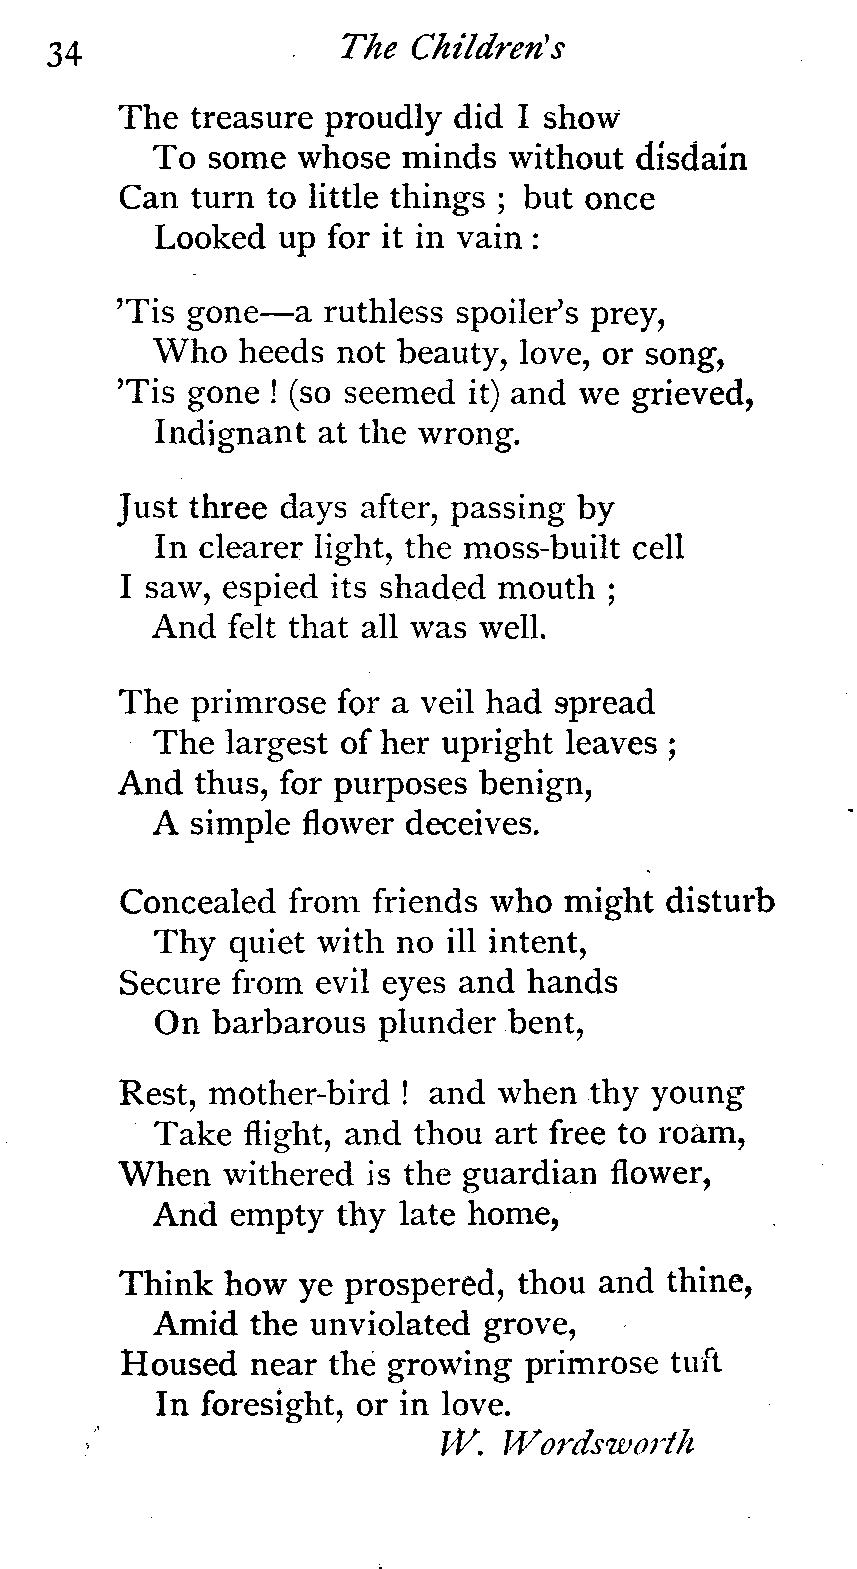 34 The Children's
The treasure proudly did I show
To some whose minds without disdain
Can turn to little things ; but once
Looked up for it in vain :
'Tis gone—a ruthless spoiler's prey,
Who heeds not beauty, love, or song,
'Tis gone ! (so seemed it) and we grieved,
Indignant at the wrong.
Just three days after, passing by
In clearer light, the moss-built cell
I saw, espied its shaded mouth ;
And felt that all was well.
The primrose for a veil had spread
The largest of her upright leaves ;
And thus, for purposes benign,
A simple flower deceives.
Concealed from friends who might disturb
Thy quiet with no ill intent,
Secure from evil eyes and hands
On barbarous plunder bent,
Rest, mother-bird ! and when thy young
Take flight, and thou art free to roam,
When withered is the guardian flower,
And empty thy late home,
Think how ye prospered, thou and thine,
Amid the unviolated grove,
Housed near the growing primrose tuft
In foresight, or in love.
W. Wordsworth